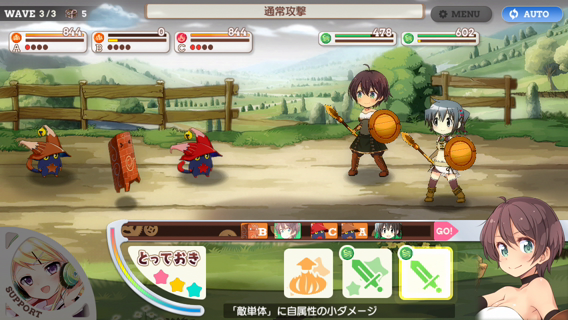 WAVE 3/3 5
通常攻撃
MENU
AUTO
844
A
0
B
844
C
478
602
B C A GO!
とっておき
SUPPORT
「敵単体」に自属性の小ダメージ